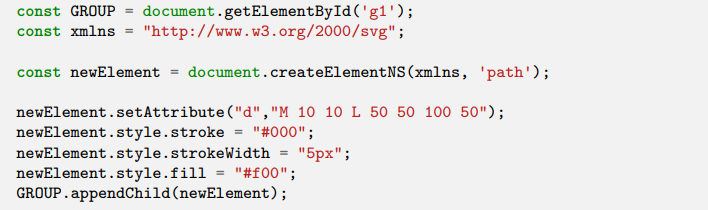 const GROUP = document.getElementById('g1');
const xmlns = "http://www.w3.org/2000/svg";
const newElement = document.createElementNS(xmlns, 'path');
newElement.setAttribute("d","M 10 10 L 50 50 100 50");
newElement.style.stroke = "#000";
newElement.style.strokeWidth = "5px";
newElement.style.fill = "#f00";
GROUP.appendChild(newElement);